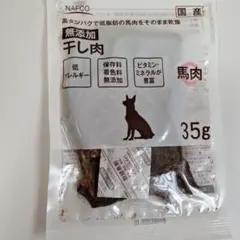 NAFCO
国産
高タンパクで低脂肪の馬肉をそのまま乾燥
無添加
干し肉
低
アレルギー
保存料
着色料
無添加
ビタミン・
ミネラルが
豊富
馬肉
35g